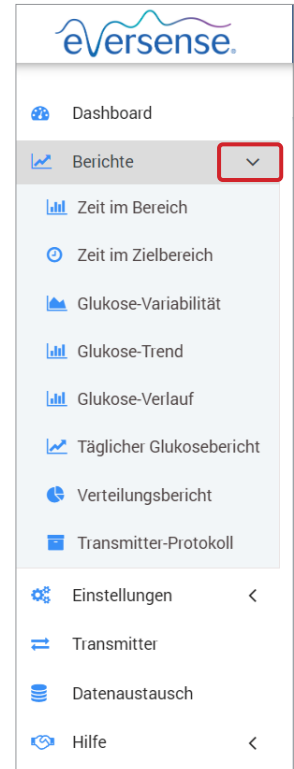 eversense.
Dashboard
Berichte
Zeit im Bereich
Zeit im Zielbereich
Glukose-Variabilität
Glukose-Trend
Glukose-Verlauf
Täglicher Glukosebericht
Verteilungsbericht
Transmitter-Protokoll
Einstellungen
Transmitter
Datenaustausch
Hilfe